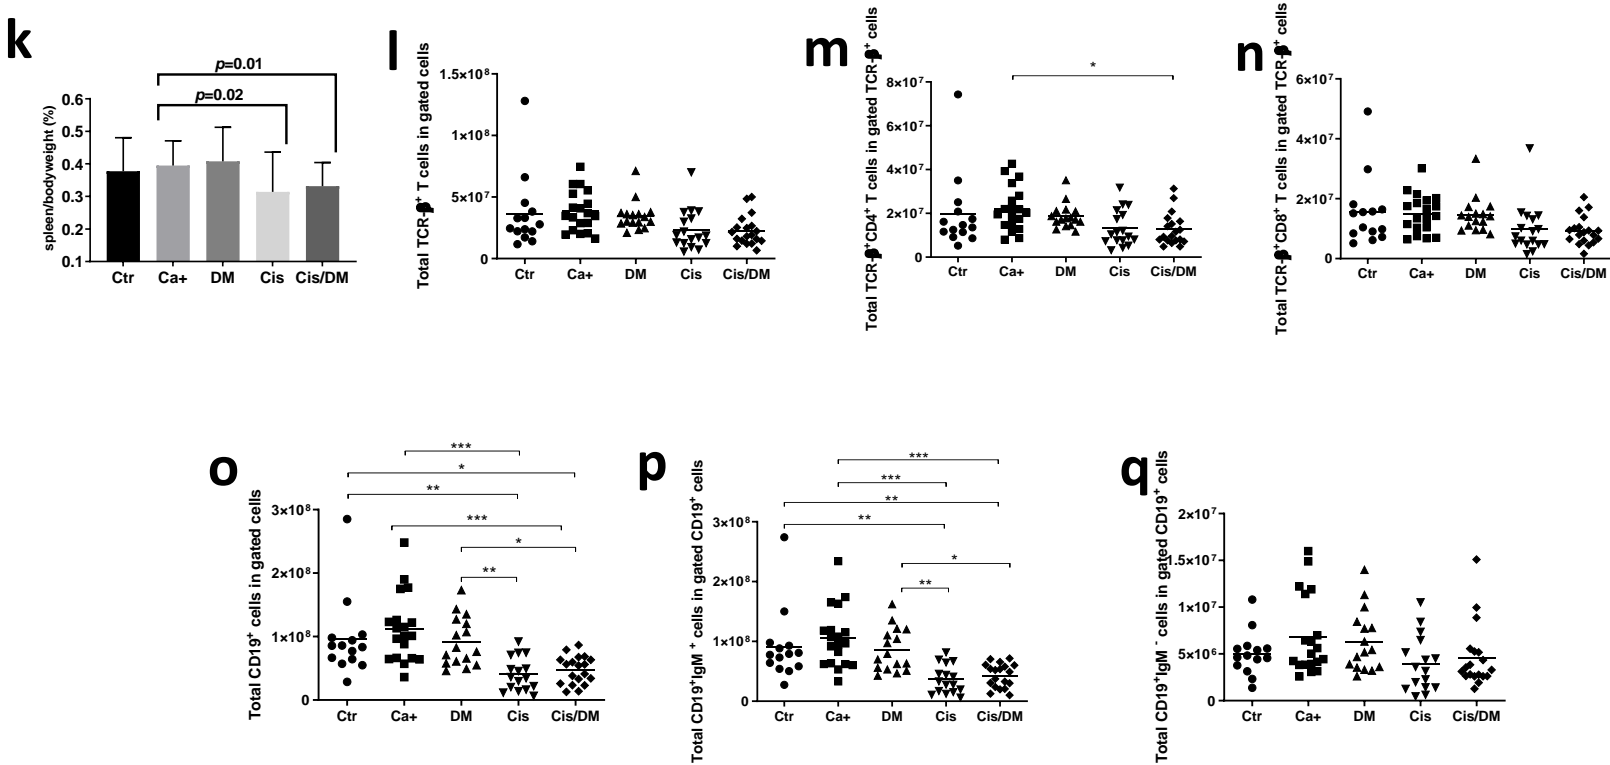 k
spleen/bodyweight (%)
0.6
0.5
0.4
0.3
0.2
0.1
p=0.01
p=0.02
Ctr Ca+ DM Cis Cis/DM
l
Total TCR-β⁺ T cells in gated cells
1.5×10⁸
1×10⁸
5×10⁷
0
Ctr Ca+ DM Cis Cis/DM
m
Total TCR-β⁺CD4⁺ T cells in gated TCR-β⁺ cells
8×10⁷
6×10⁷
4×10⁷
2×10⁷
0
*
Ctr Ca+ DM Cis Cis/DM
n
Total TCR-β⁺CD8⁺ T cells in gated TCR-β⁺ cells
6×10⁷
4×10⁷
2×10⁷
0
Ctr Ca+ DM Cis Cis/DM
o
Total CD19⁺ cells in gated cells
3×10⁸
2×10⁸
1×10⁸
0
***
*
**
***
*
**
Ctr Ca+ DM Cis Cis/DM
p
Total CD19⁺IgM⁺ cells in gated CD19⁺ cells
3×10⁸
2×10⁸
1×10⁸
0
***
***
**
**
*
**
Ctr Ca+ DM Cis Cis/DM
q
Total CD19⁺IgM⁻ cells in gated CD19⁺ cells
2×10⁷
1.5×10⁷
1×10⁷
5×10⁶
0
Ctr Ca+ DM Cis Cis/DM